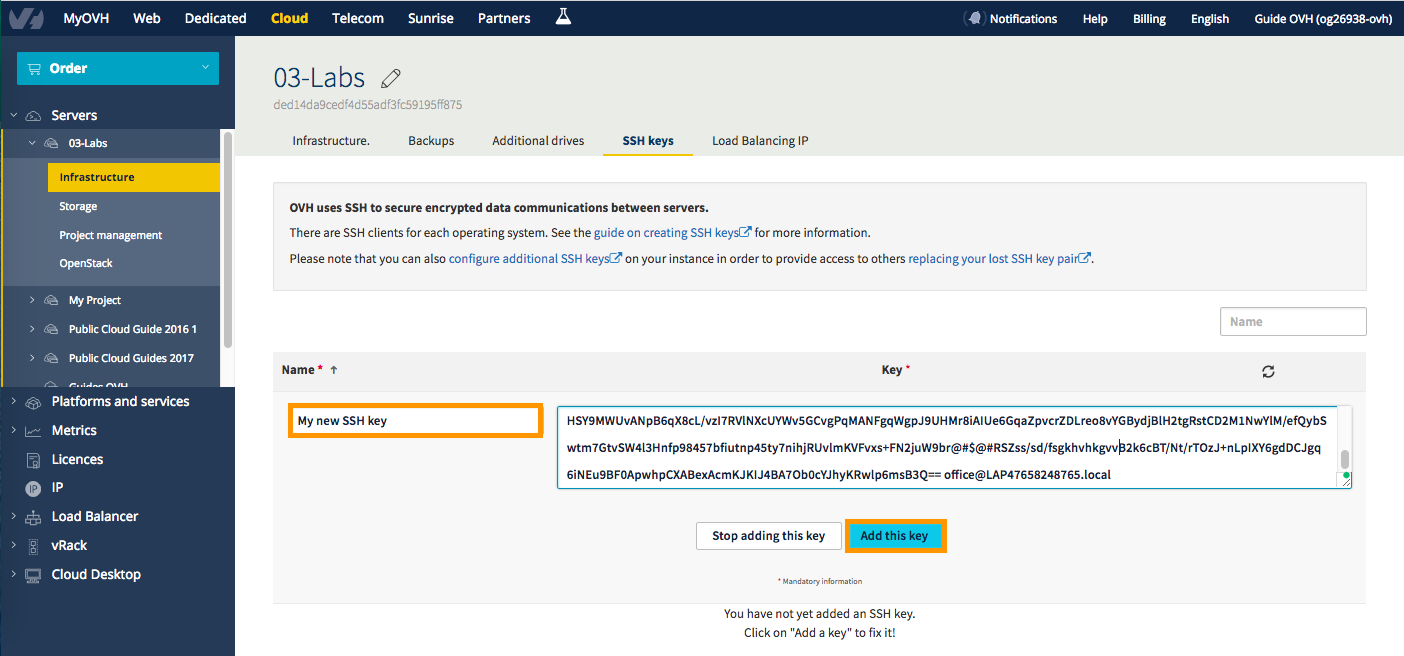 MyOVH Web Dedicated Cloud Telecom Sunrise Partners Notifications Help Billing English Guide OVH (og26938-ovh)
Order
Servers
03-Labs
Infrastructure
Storage
Project management
OpenStack
My Project
Public Cloud Guide 2016 1
Public Cloud Guides 2017
Guides OVH
Platforms and services
Metrics
Licences
IP IP
Load Balancer
vRack
Cloud Desktop
03-Labs
ded14da9cedf4d55adf3fc59195ff875
Infrastructure. Backups Additional drives SSH keys Load Balancing IP
OVH uses SSH to secure encrypted data communications between servers.
There are SSH clients for each operating system. See the guide on creating SSH keys for more information.
Please note that you can also configure additional SSH keys on your instance in order to provide access to others replacing your lost SSH key pair.
Name
Name * Key *
My new SSH key
HSY9MWUvANpB6qX8cL/vzI7RVlNXcUYWv5GCvgPqMANFgqWgpJ9UHMr8iAIUe6GqaZpvcrZDLreo8vYGBydjBlH2tgRstCD2M1NwYlM/efQybS
wtm7GtvSW4l3Hnfp98457bfiutnp45ty7nihjRUvImKVFvxs+FN2juW9br@#$@#RSZss/sd/fsgkhvhkgvvB2k6cBT/Nt/rTOzJ+nLpIXY6gdDCJgq
6iNEu9BF0ApwhpCXABexAcmKJKIJ4BA7Ob0cYJhyKRwlp6msB3Q== office@LAP47658248765.local
Stop adding this key Add this key
* Mandatory information
You have not yet added an SSH key.
Click on "Add a key" to fix it!